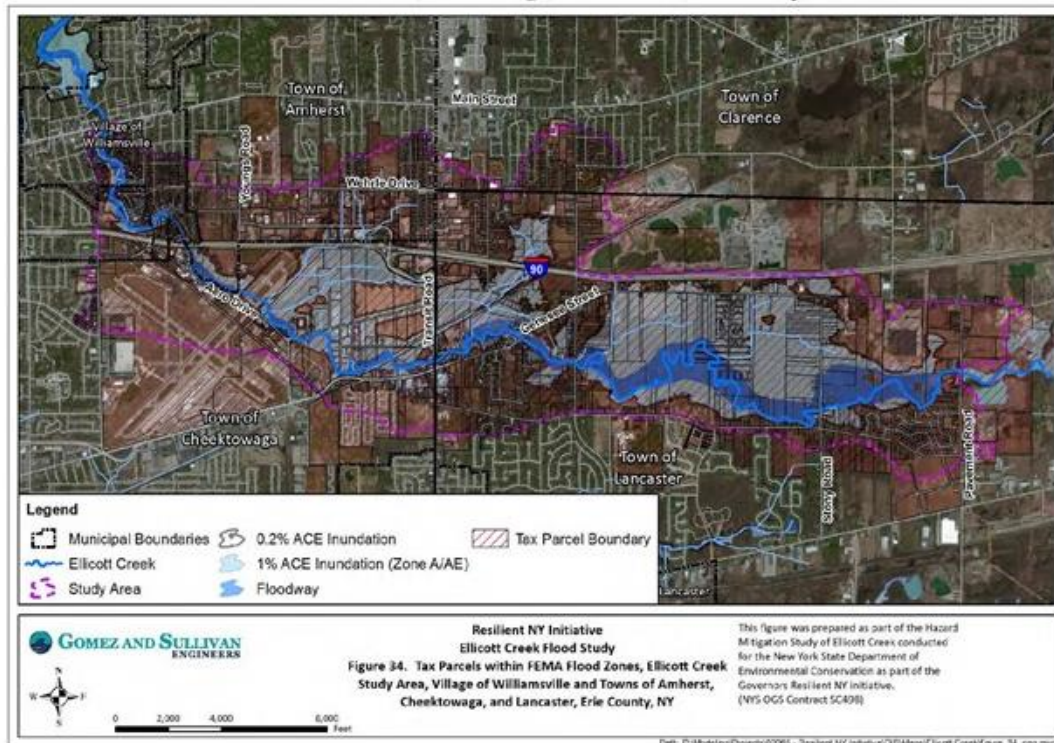 Town of
Amherst
Main Street
Town of
Clarence
Village of
Williamsville
Youngs Road
Wehrle Drive
Aero Drive
Transit Road
90
Genesee Street
Town of
Cheektowaga
Town of
Lancaster
Stony Road
Pavement Road
Lancaster
Legend
Municipal Boundaries
0.2% ACE Inundation
Tax Parcel Boundary
Ellicott Creek
1% ACE Inundation (Zone A/AE)
Study Area
Floodway
GOMEZ AND SULLIVAN
ENGINEERS
N
W E
S
0 2,000 4,000 8,000
Feet
Resilient NY Initiative
Ellicott Creek Flood Study
Figure 34. Tax Parcels within FEMA Flood Zones, Ellicott Creek
Study Area, Village of Williamsville and Towns of Amherst,
Cheektowaga, and Lancaster, Erie County, NY
This figure was prepared as part of the Hazard
Mitigation Study of Ellicott Creek conducted
for the New York State Department of
Environmental Conservation as part of the
Governors Resilient NY initiative.
(NYS OGS Contract SC498)